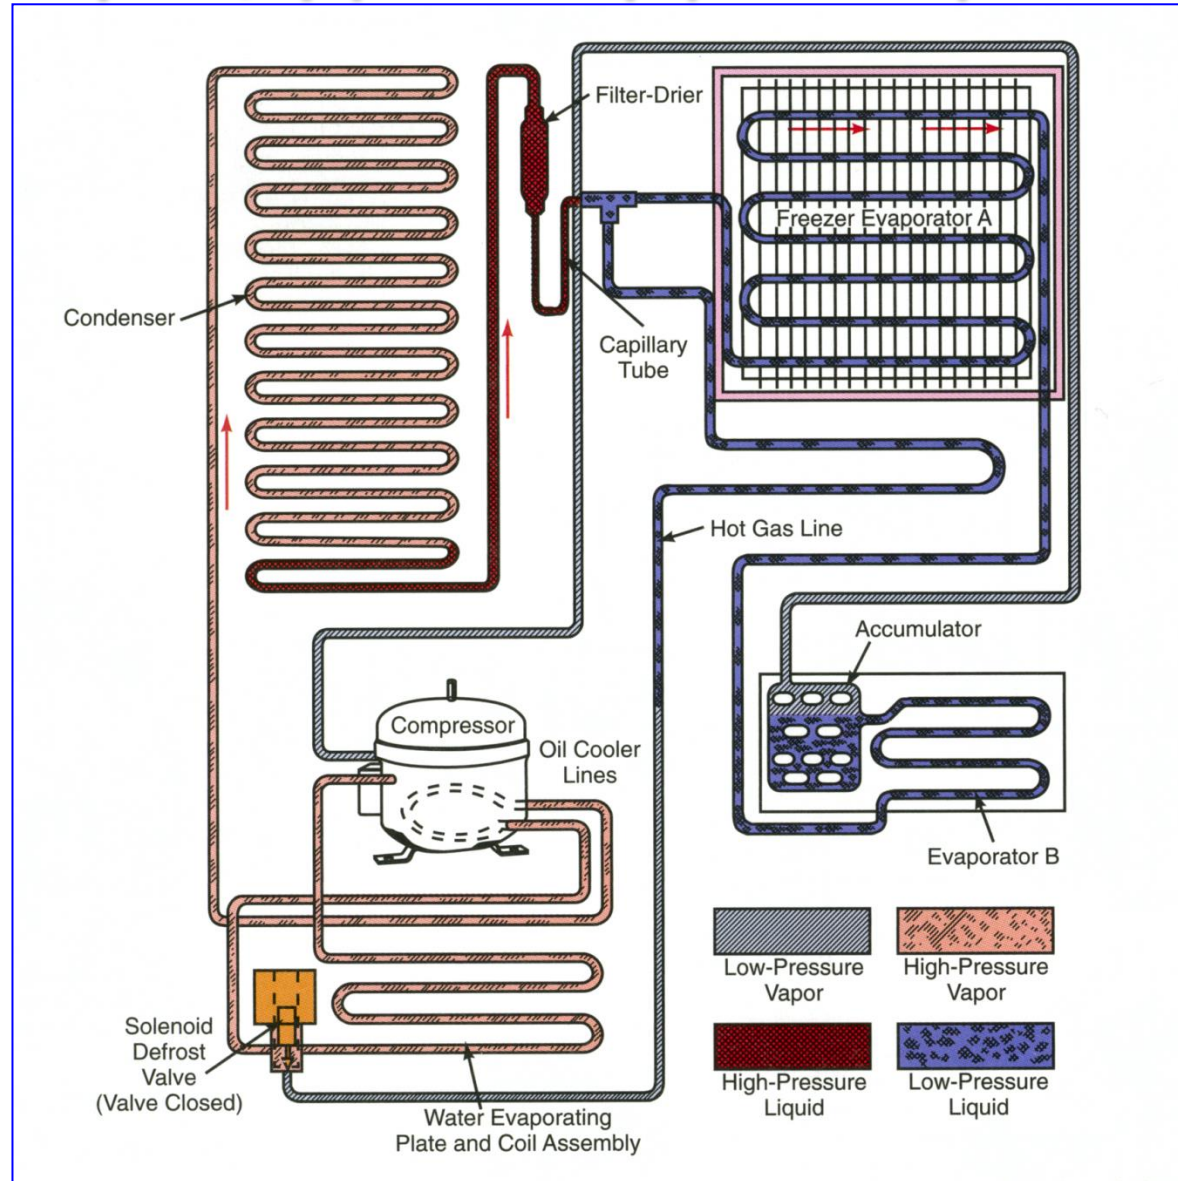 Filter-Drier
Freezer Evaporator A
Condenser
Capillary
Tube
Hot Gas Line
Accumulator
Compressor
Oil Cooler
Lines
Evaporator B
Low-Pressure
Vapor
High-Pressure
Vapor
Solenoid
Defrost
Valve
(Valve Closed)
High-Pressure
Liquid
Low-Pressure
Liquid
Water Evaporating
Plate and Coil Assembly